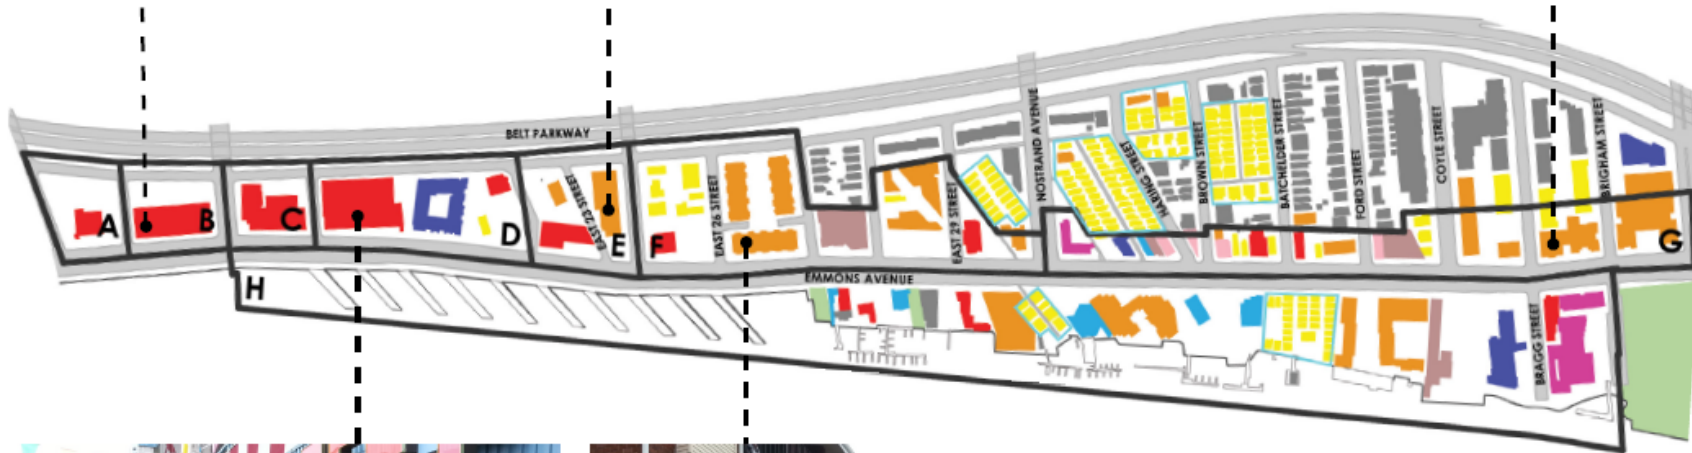 BELT PARKWAY
A
B
C
D
EAST 23 STREET
E
F
EAST 26 STREET
EAST 29 STREET
NOSTRAND AVENUE
HARING STREET
BROWN STREET
BATCHELDER STREET
FORD STREET
COYLE STREET
BRIGHAM STREET
G
H
EMMONS AVENUE
BRAGG STREET